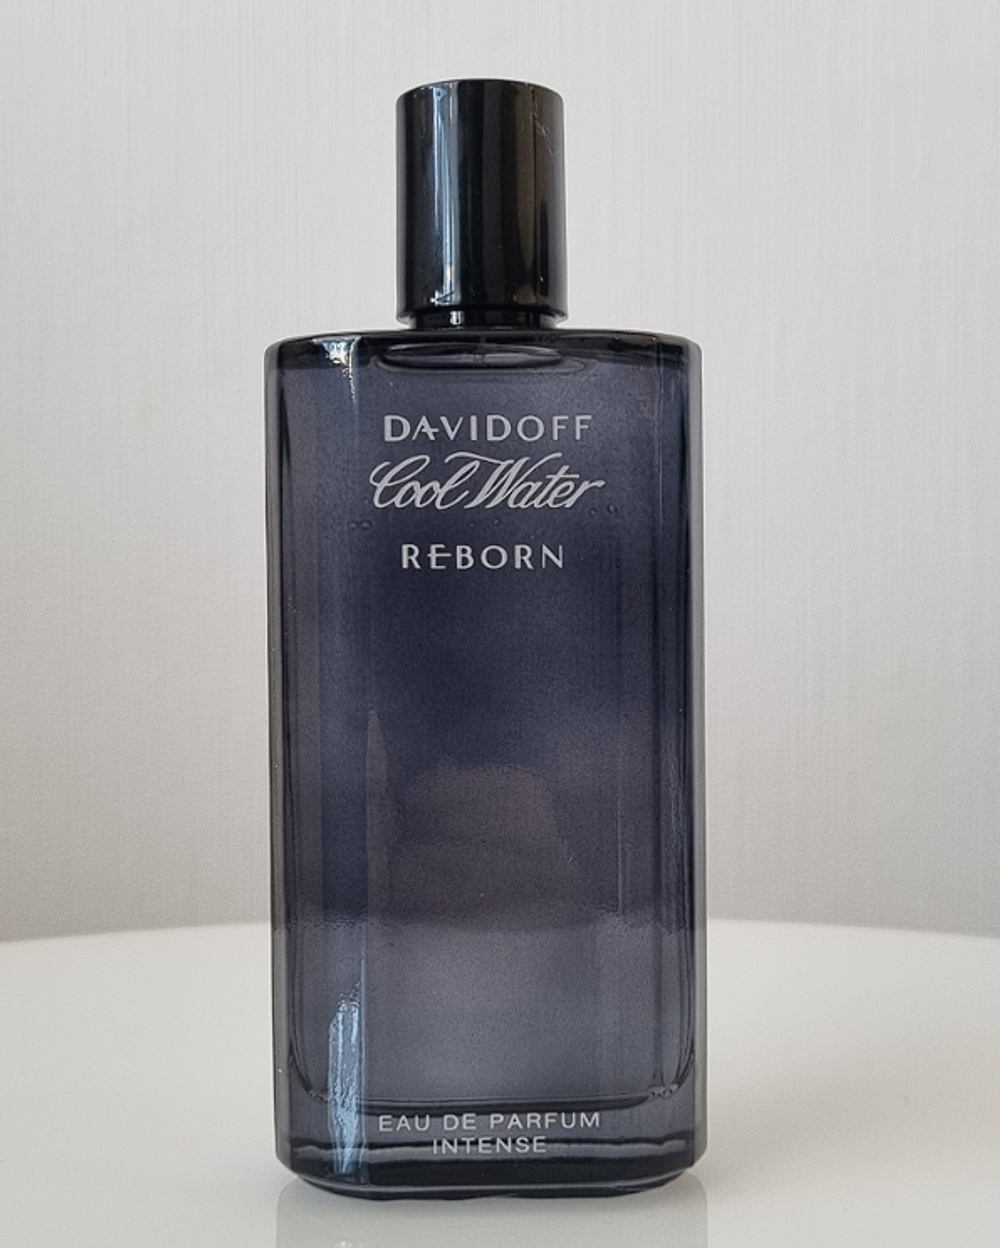 DAVIDOFF
Cool Water
REBORN
EAU DE PARFUM
INTENSE